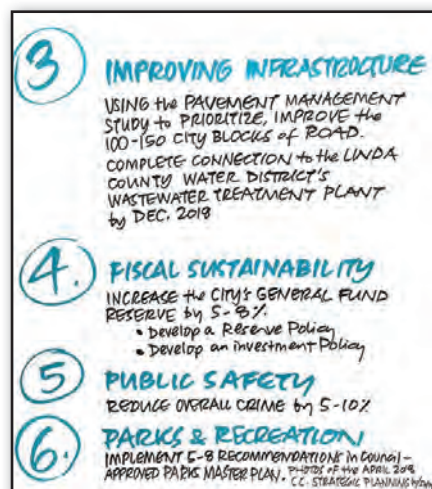 3 IMPROVING INFRASTRUCTURE
USING the PAVEMENT MANAGEMENT
STUDY to PRIORITIZE, IMPROVE the
100-150 CITY BLOCKS of ROAD.
COMPLETE CONNECTION to the LINDA
COUNTY WATER DISTRICT'S
WASTEWATER TREATMENT PLANT
by DEC. 2019
4. FISCAL SUSTAINABILITY
INCREASE the CITY'S GENERAL FUND
RESERVE by 5-8%
• Develop a Reserve Policy
• Develop an investment Policy
5 PUBLIC SAFETY
REDUCE OVERALL CRIME by 5-10%
6. PARKS & RECREATION
IMPLEMENT 5-8 RECOMMENDATIONS in Council-
APPROVED PARKS MASTER PLAN. PHOTOS of the APRIL 2018
C.C. STRATEGIC PLANNING